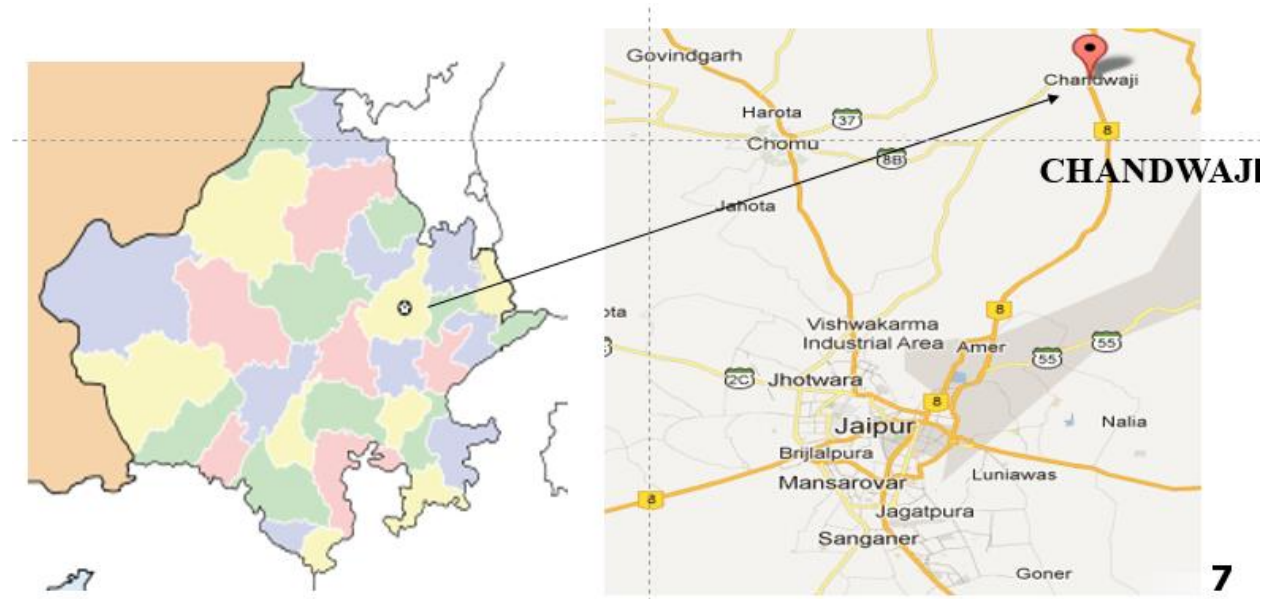 Govindgarh
Chandwaji
Harota
37
8
Chomu
8B
CHANDWAJI
Jahota
8
ota
Vishwakarma
Industrial Area
Amer
55
55
2C
Jhotwara
8
Jaipur
Nalia
Brijlalpura
Luniawas
Mansarovar
8
Jagatpura
Sanganer
Goner
7